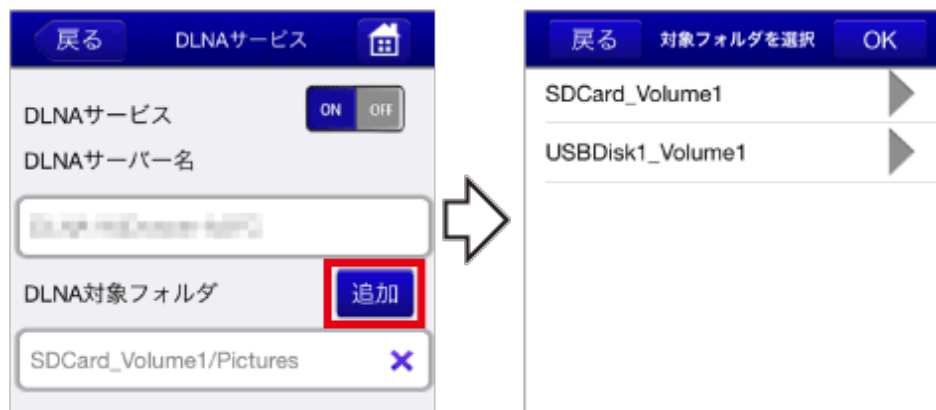 戻る DLNAサービス
DLNAサービス ON OFF
DLNAサーバー名
DLNA対象フォルダ 追加
SDCard_Volume1/Pictures
戻る 対象フォルダを選択 OK
SDCard_Volume1
USBDisk1_Volume1